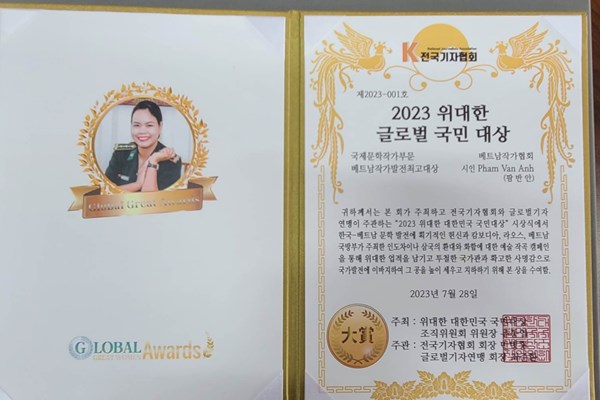 Global Great Awards
GLOBAL
Awards
K 전국기자협회
제2023-001호
2023 위대한
글로벌 국민 대상
국제문학작가부문 베트남작가협회
베트남작가발전최고대상 시인 Pham Van Anh
(팜 반 안)
귀하께서는 본 회가 주최하고 전국기자협회와 글로벌기자
연맹이 주관하는 "2023 위대한 대한민국 국민대상" 시상식에서
한국-베트남 문학 발전에 획기적인 헌신과 캄보디아, 라오스, 베트남
국방부가 주최한 인도차이나 삼국의 환대와 화합에 대한 예술 작곡 캠페인
을 통해 위대한 업적을 남기고 투철한 국가관과 확고한 사명감으로
국가발전에 이바지하여 그 공을 높이 세우고 치하하기 위해 본 상을 수여함.
2023년 7월 28일
大賞
주최 : 위대한 대한민국 국민대상
조직위원회 위원장
주관 : 전국기자협회 회장
글로벌기자연맹 회장